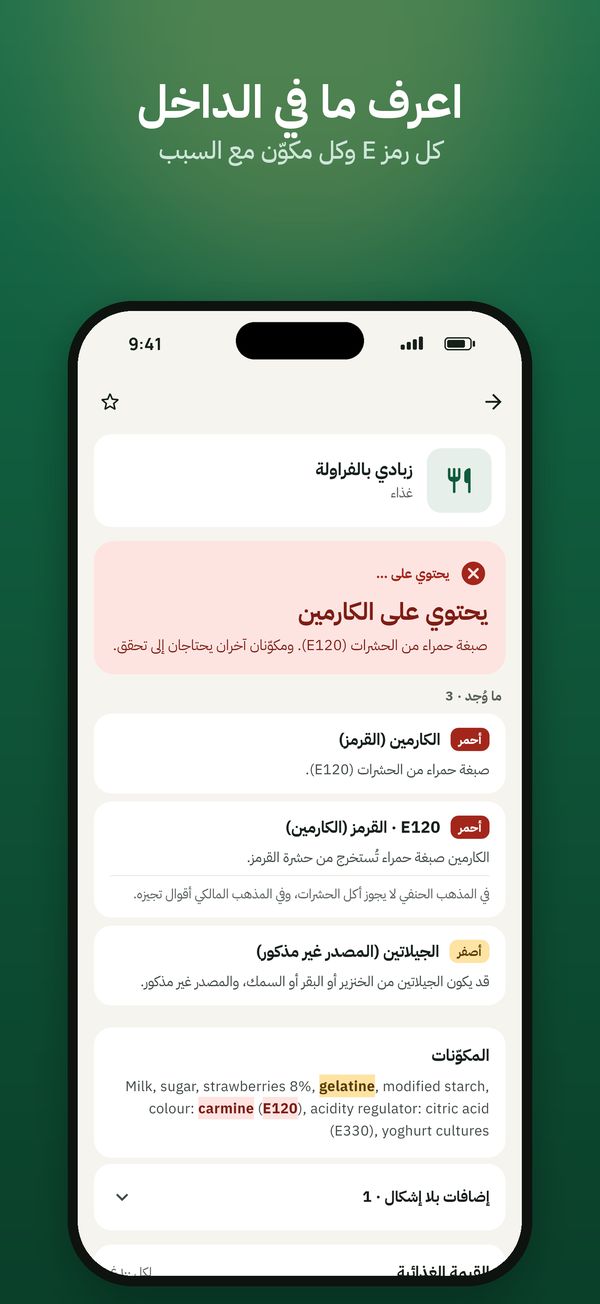 اعرف ما في الداخل
كل رمز E وكل مكوّن مع السبب
9:41
زبادي بالفراولة
غذاء
يحتوي على ...
يحتوي على الكارمين
صبغة حمراء من الحشرات (E120). ومكوّنان آخران يحتاجان إلى تحقق.
ما وُجد · 3
أحمر الكارمين (القرمز)
صبغة حمراء من الحشرات (E120).
أحمر E120 · القرمز (الكارمين)
الكارمين صبغة حمراء تُستخرج من حشرة القرمز.
في المذهب الحنفي لا يجوز أكل الحشرات، وفي المذهب المالكي أقوال تجيزه.
أصفر الجيلاتين (المصدر غير مذكور)
قد يكون الجيلاتين من الخنزير أو البقر أو السمك، والمصدر غير مذكور.
المكوّنات
Milk, sugar, strawberries 8%, gelatine, modified starch,
colour: carmine (E120), acidity regulator: citric acid
(E330), yoghurt cultures
إضافات بلا إشكال · 1
القيمة الغذائية